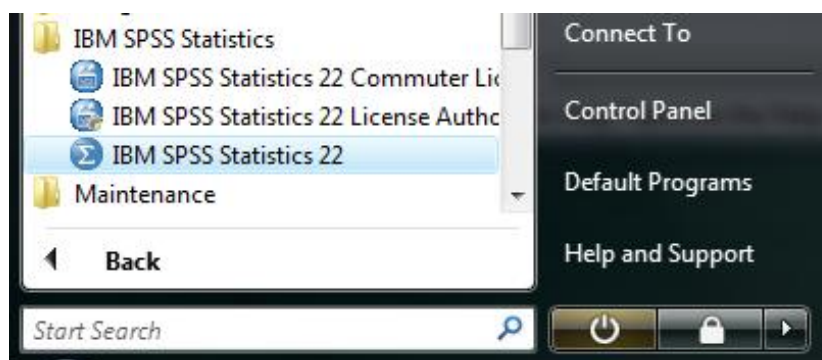 IBM SPSS Statistics
IBM SPSS Statistics 22 Commuter Lic
IBM SPSS Statistics 22 License Autho
IBM SPSS Statistics 22
Maintenance
Back
Start Search
Connect To
Control Panel
Default Programs
Help and Support